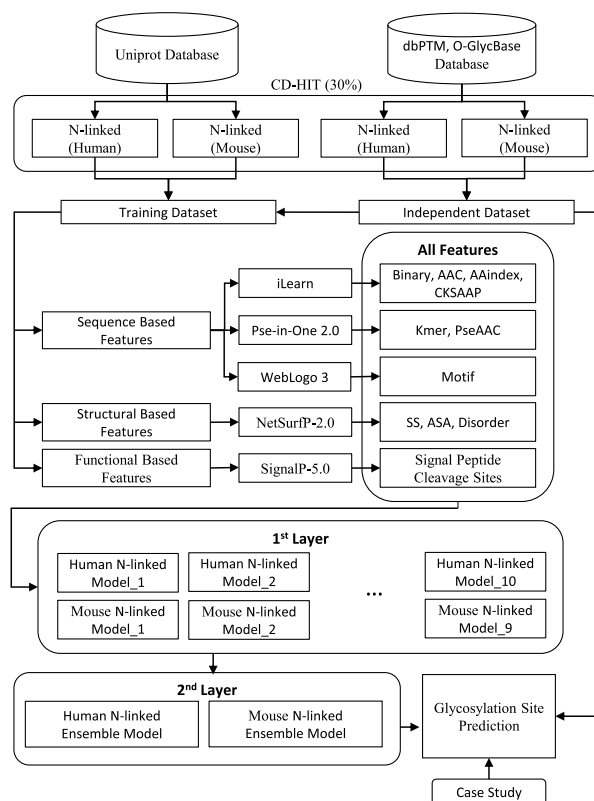 Uniprot Database
dbPTM, O-GlycBase
Database
CD-HIT (30%)
N-linked
(Human)
N-linked
(Mouse)
N-linked
(Human)
N-linked
(Mouse)
Training Dataset
Independent Dataset
All Features
Sequence Based
Features
iLearn
Binary, AAC, AAindex,
CKSAAP
Pse-in-One 2.0
Kmer, PseAAC
WebLogo 3
Motif
Structural Based
Features
NetSurfP-2.0
SS, ASA, Disorder
Functional Based
Features
SignalP-5.0
Signal Peptide
Cleavage Sites
1st Layer
Human N-linked
Model_1
Human N-linked
Model_2
...
Human N-linked
Model_10
Mouse N-linked
Model_1
Mouse N-linked
Model_2
Mouse N-linked
Model_9
2nd Layer
Human N-linked
Ensemble Model
Mouse N-linked
Ensemble Model
Glycosylation Site
Prediction
Case Study